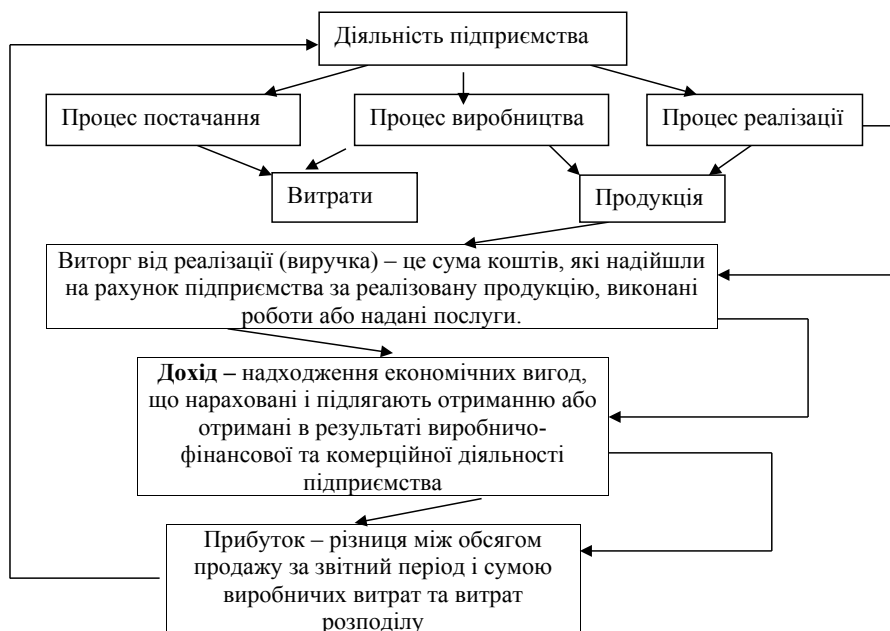 Діяльність підприємства
Процес постачання
Процес виробництва
Процес реалізації
Витрати
Продукція
Виторг від реалізації (виручка) – це сума коштів, які надійшли
на рахунок підприємства за реалізовану продукцію, виконані
роботи або надані послуги.
Дохід – надходження економічних вигод,
що нараховані і підлягають отриманню або
отримані в результаті виробничо-
фінансової та комерційної діяльності
підприємства
Прибуток – різниця між обсягом
продажу за звітний період і сумою
виробничих витрат та витрат
розподілу